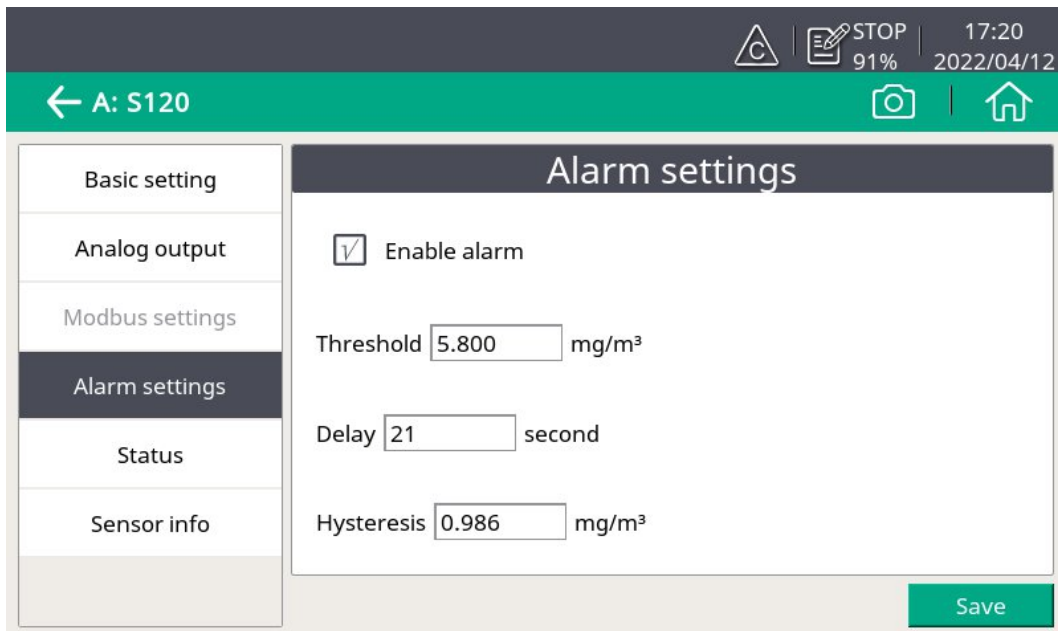 C
STOP
91%
17:20
2022/04/12
A: S120
Basic setting
Analog output
Modbus settings
Alarm settings
Status
Sensor info
Alarm settings
√ Enable alarm
Threshold 5.800 mg/m³
Delay 21 second
Hysteresis 0.986 mg/m³
Save